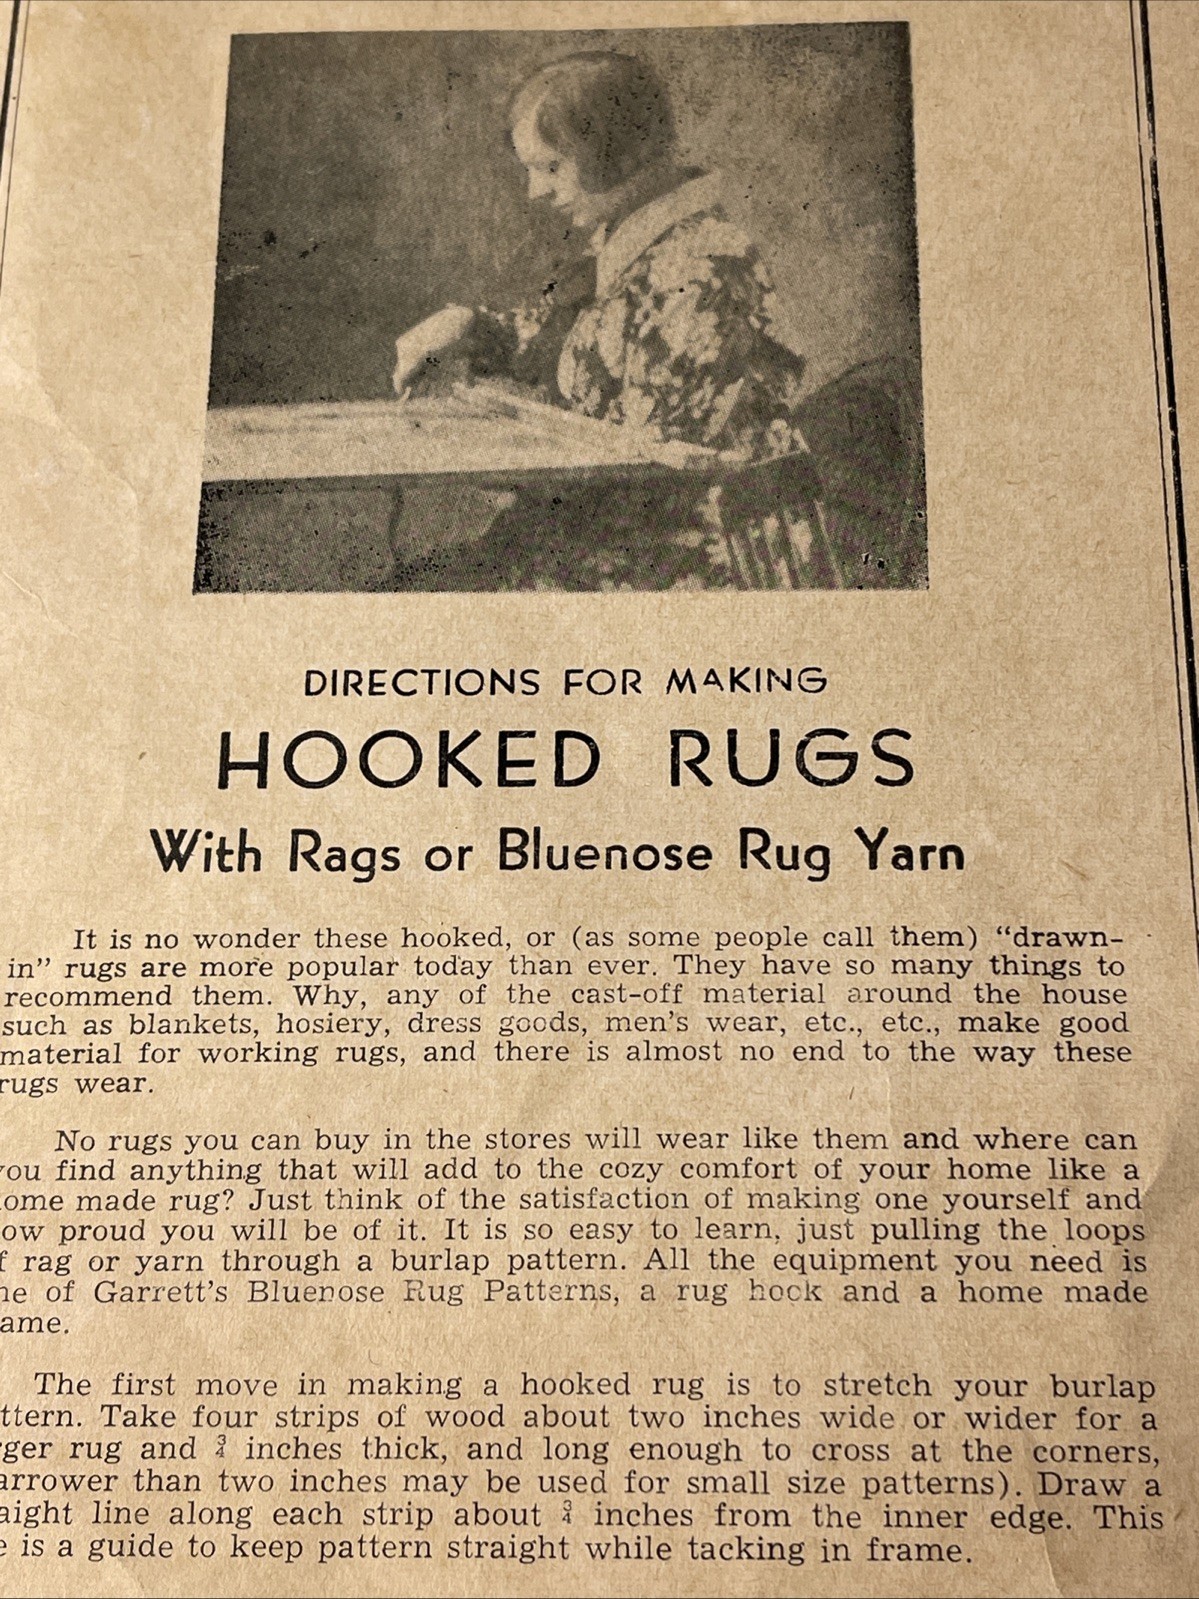 DIRECTIONS FOR MAKING
HOOKED RUGS
With Rags or Bluenose Rug Yarn
It is no wonder these hooked, or (as some people call them) “drawn-
in” rugs are more popular today than ever. They have so many things to
recommend them. Why, any of the cast-off material around the house
such as blankets, hosiery, dress goods, men’s wear, etc., etc., make good
material for working rugs, and there is almost no end to the way these
rugs wear.
No rugs you can buy in the stores will wear like them and where can
you find anything that will add to the cozy comfort of your home like a
ome made rug? Just think of the satisfaction of making one yourself and
ow proud you will be of it. It is so easy to learn, just pulling the loops
f rag or yarn through a burlap pattern. All the equipment you need is
ne of Garrett’s Bluenose Rug Patterns, a rug hook and a home made
ame.
The first move in making a hooked rug is to stretch your burlap
ttern. Take four strips of wood about two inches wide or wider for a
rger rug and ¾ inches thick, and long enough to cross at the corners,
arrower than two inches may be used for small size patterns). Draw a
aight line along each strip about ¾ inches from the inner edge. This
e is a guide to keep pattern straight while tacking in frame.